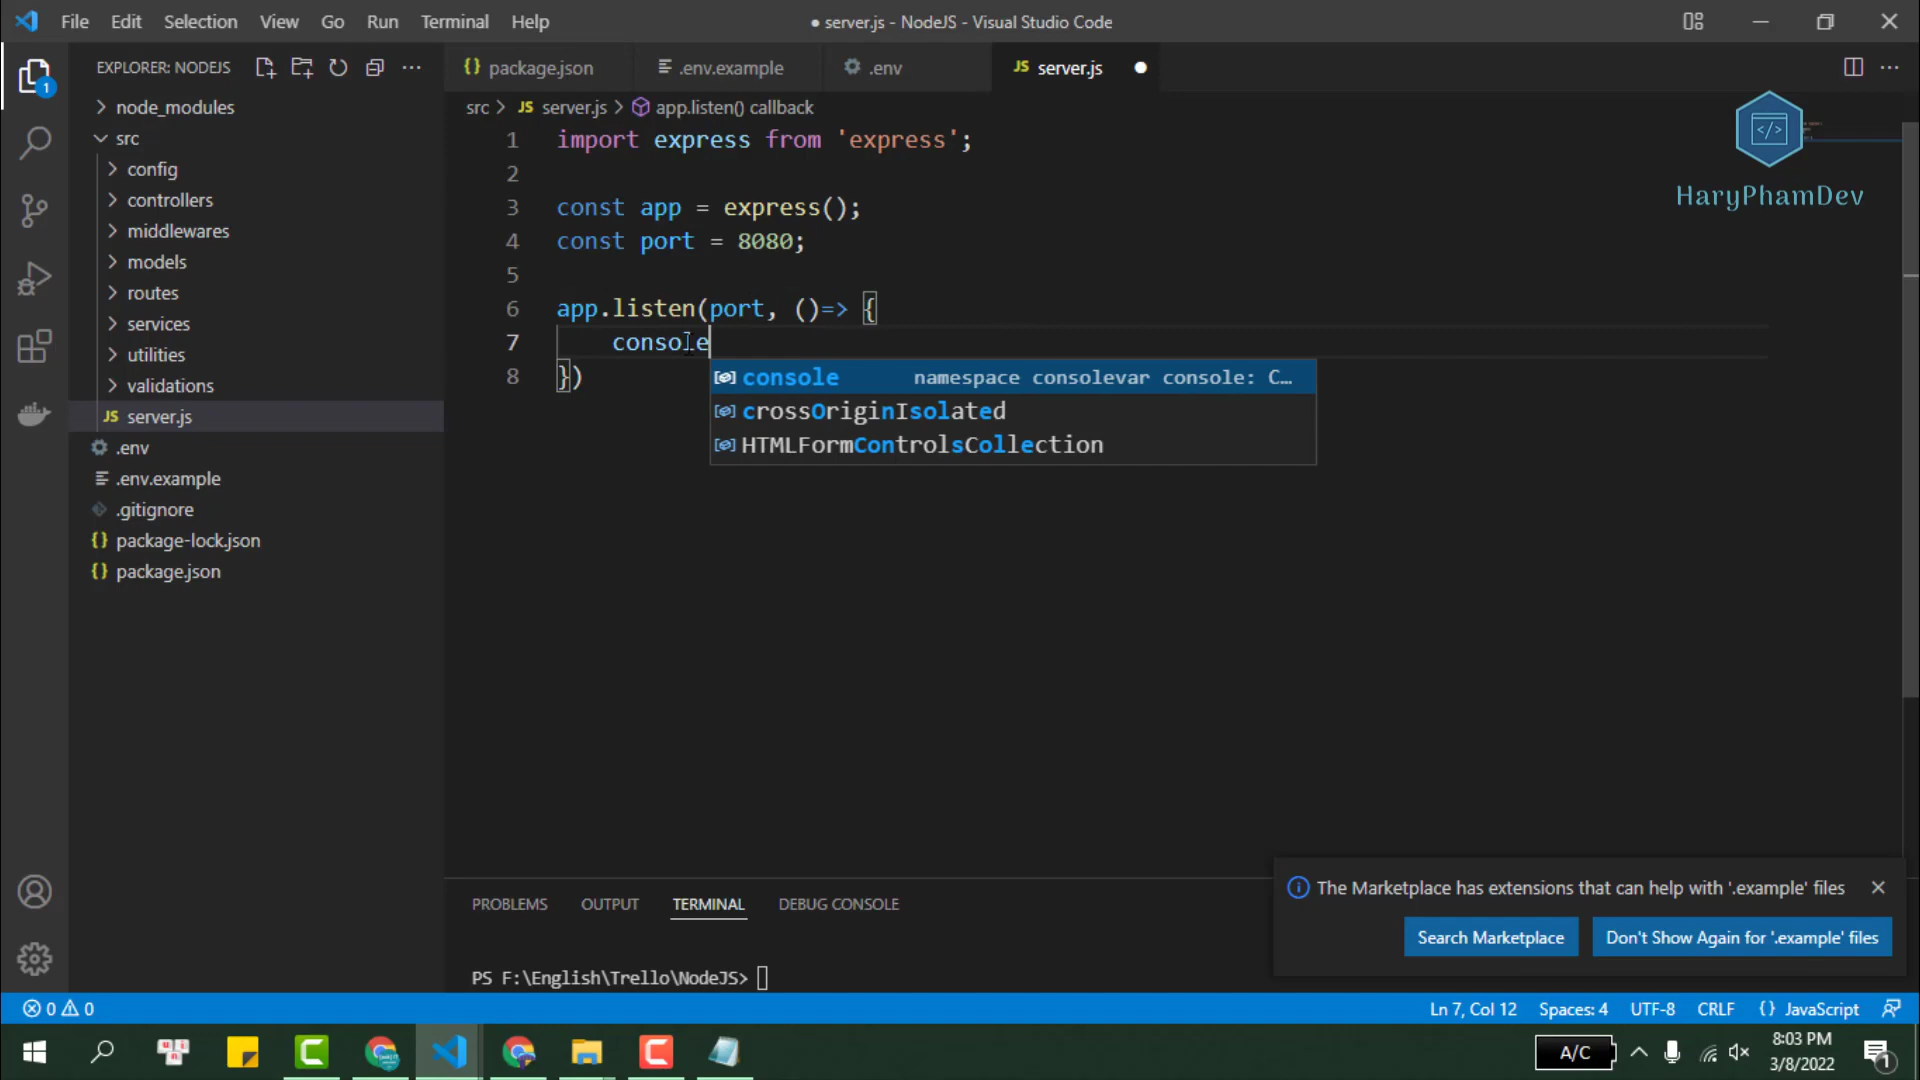 File Edit Selection View Go Run Terminal Help
● server.js - NodeJS - Visual Studio Code
EXPLORER: NODEJS
node_modules
src
config
controllers
middlewares
models
routes
services
utilities
validations
JS server.js
.env
.env.example
.gitignore
{} package-lock.json
{} package.json
1
{} package.json
.env.example
.env
JS server.js
src > JS server.js > app.listen() callback
1 import express from 'express';
2
3 const app = express();
4 const port = 8080;
5
6 app.listen(port, ()=> {
7 console
8 })
console namespace consolevar console: C…
crossOriginIsolated
HTMLFormControlsCollection
</>
HaryPhamDev
PROBLEMS OUTPUT TERMINAL DEBUG CONSOLE
PS F:\English\Trello\NodeJS>
The Marketplace has extensions that can help with '.example' files
Search Marketplace
Don't Show Again for '.example' files
0 0
Ln 7, Col 12 Spaces: 4 UTF-8 CRLF {} JavaScript
A/C
8:03 PM
3/8/2022
1